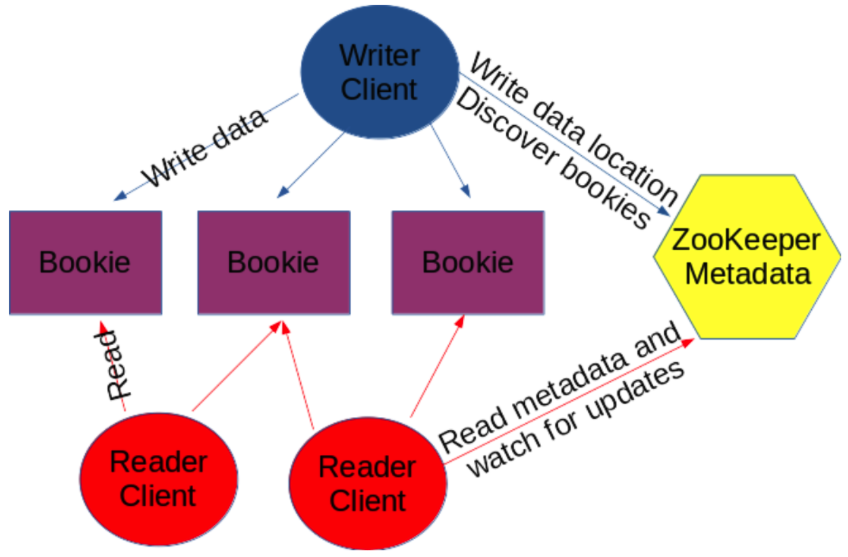 Writer
Client
Write data
Write data location
Discover bookies
Bookie
Bookie
Bookie
ZooKeeper
Metadata
Read
Read metadata and
watch for updates
Reader
Client
Reader
Client